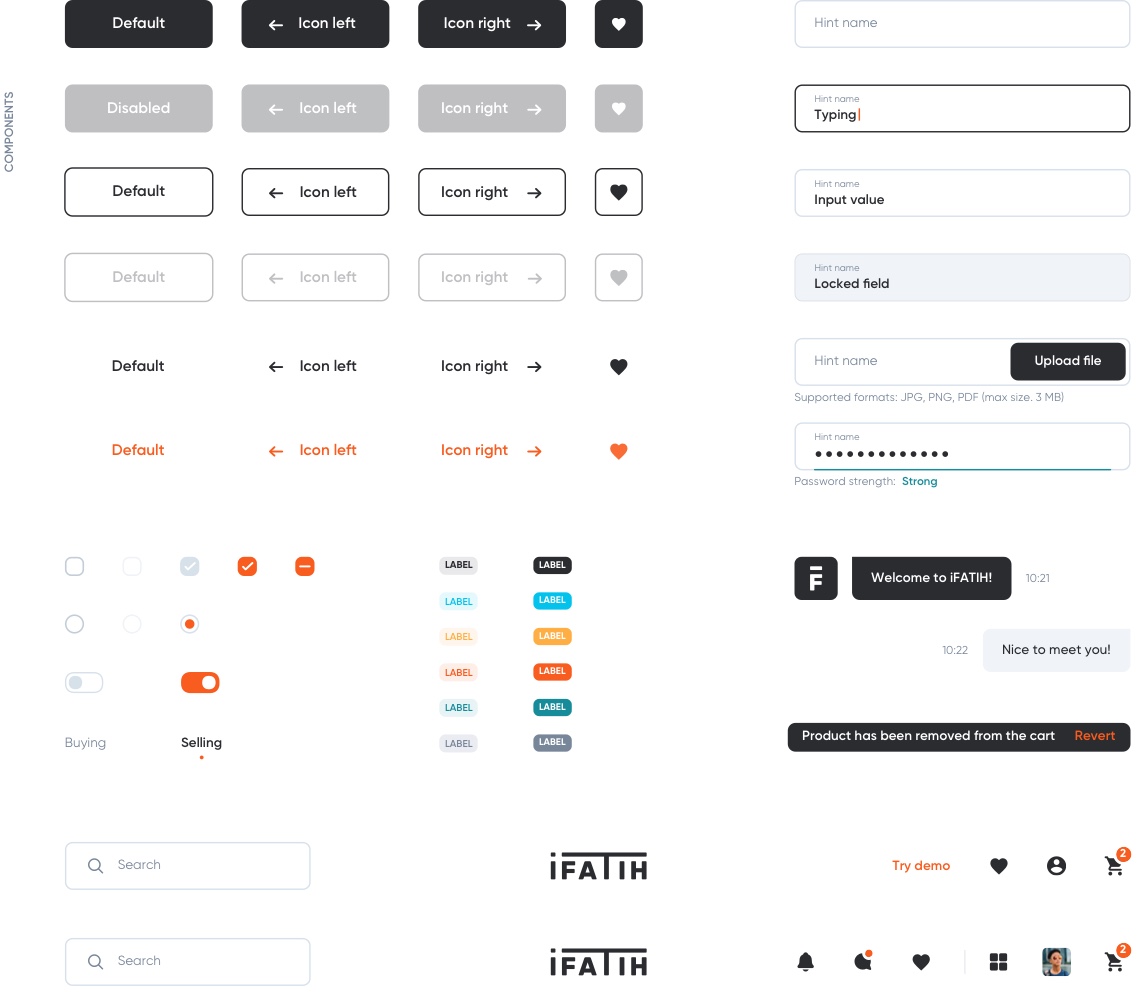 COMPONENTS
Default
Icon left
Icon right
Hint name
Disabled
Icon left
Icon right
Hint name
Typing
Default
Icon left
Icon right
Hint name
Input value
Default
Icon left
Icon right
Hint name
Locked field
Default
Icon left
Icon right
Hint name
Upload file
Supported formats: JPG, PNG, PDF (max size. 3 MB)
Default
Icon left
Icon right
Hint name
Password strength: Strong
LABEL
LABEL
LABEL
LABEL
LABEL
LABEL
LABEL
LABEL
LABEL
LABEL
LABEL
LABEL
Buying
Selling
F
Welcome to iFATIH!
10:21
10:22
Nice to meet you!
Product has been removed from the cart
Revert
Search
iFATIH
Try demo
2
Search
iFATIH
2